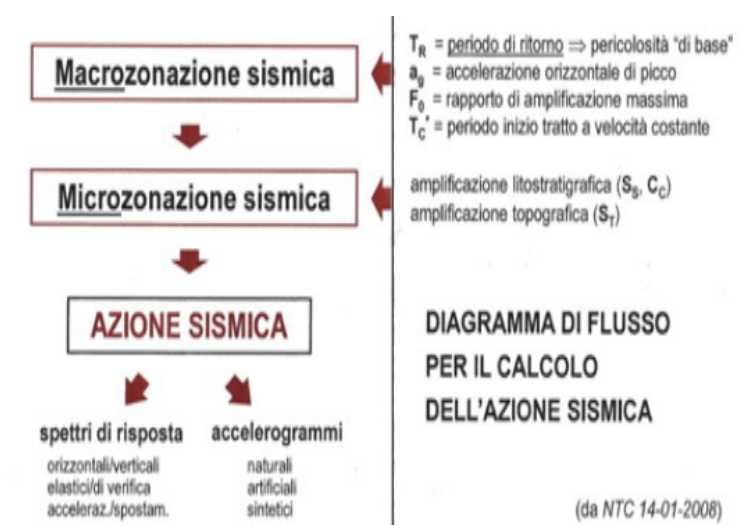 Macrozonazione sismica
T_R = periodo di ritorno ⇒ pericolosità "di base"
a_g = accelerazione orizzontale di picco
F_0 = rapporto di amplificazione massima
T_C* = periodo inizio tratto a velocità costante
Microzonazione sismica
amplificazione litostratigrafica (S_S, C_C)
amplificazione topografica (S_T)
AZIONE SISMICA
spettri di risposta
orizzontali/verticali
elastici/di verifica
acceleraz./spostam.
accelerogrammi
naturali
artificiali
sintetici
DIAGRAMMA DI FLUSSO
PER IL CALCOLO
DELL'AZIONE SISMICA
(da NTC 14-01-2008)